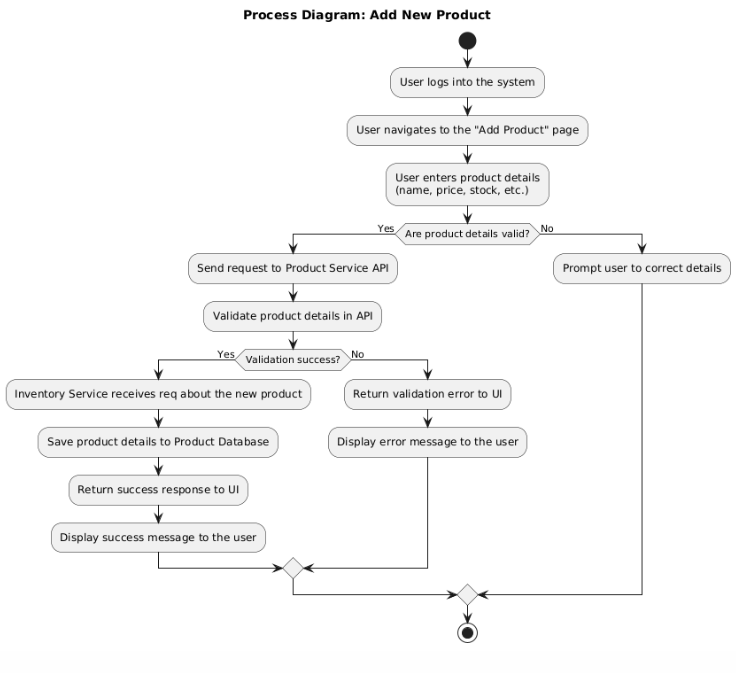 Process Diagram: Add New Product
User logs into the system
User navigates to the "Add Product" page
User enters product details
(name, price, stock, etc.)
Yes
Are product details valid?
No
Send request to Product Service API
Prompt user to correct details
Validate product details in API
Yes
Validation success?
No
Inventory Service receives req about the new product
Return validation error to UI
Save product details to Product Database
Display error message to the user
Return success response to UI
Display success message to the user